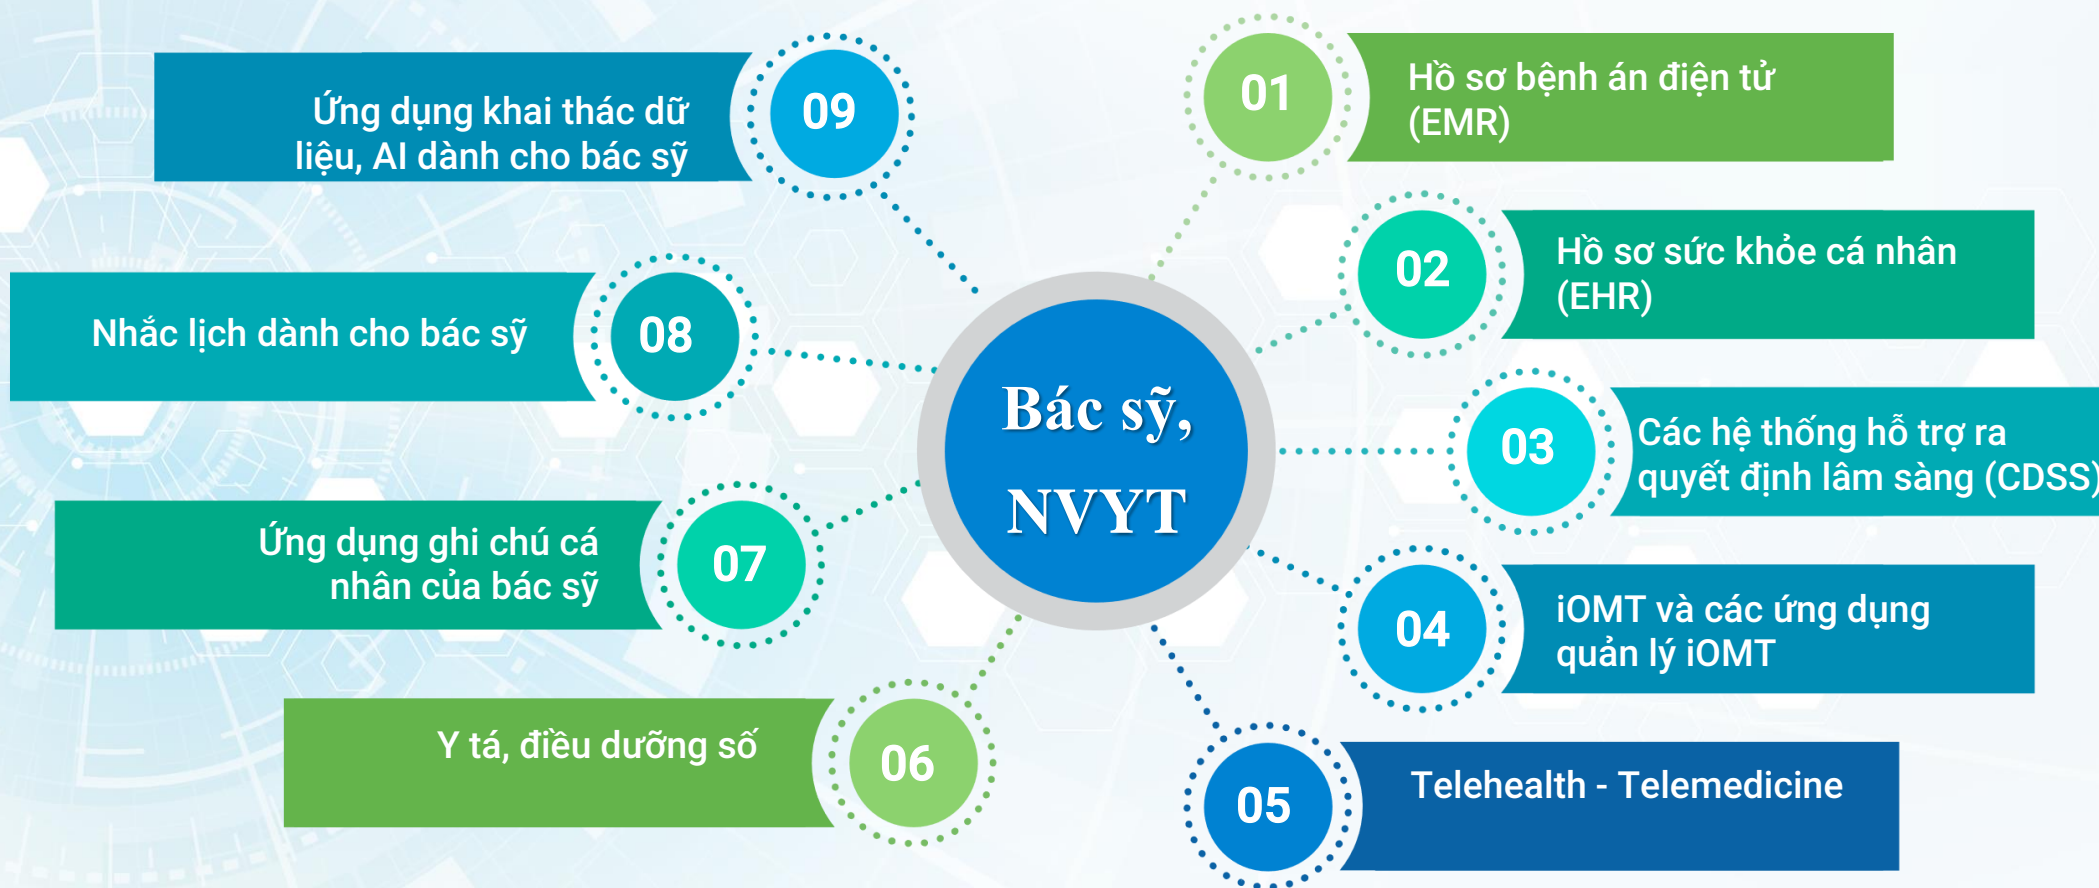 Bác sỹ,
NVYT
01
Hồ sơ bệnh án điện tử
(EMR)
02
Hồ sơ sức khỏe cá nhân
(EHR)
03
Các hệ thống hỗ trợ ra
quyết định lâm sàng (CDSS)
04
iOMT và các ứng dụng
quản lý iOMT
05
Telehealth - Telemedicine
06
Y tá, điều dưỡng số
07
Ứng dụng ghi chú cá
nhân của bác sỹ
08
Nhắc lịch dành cho bác sỹ
09
Ứng dụng khai thác dữ
liệu, AI dành cho bác sỹ